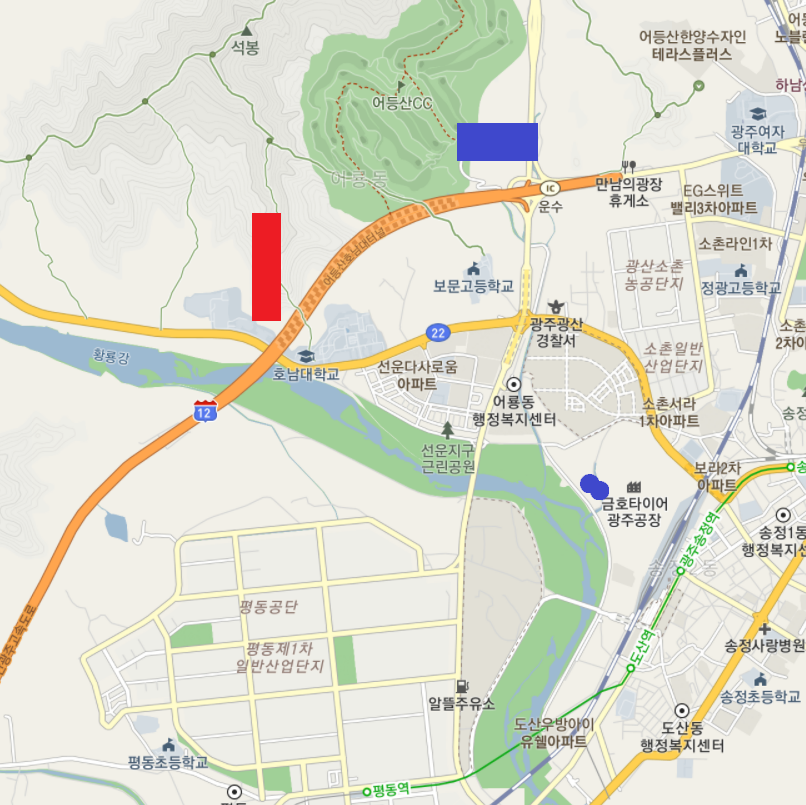 석봉
어등산한양수자인
테라스플러스
어등산CC
광주여자
대학교
어룡동
IC
운수
만남의광장
휴게소
EG스위트
밸리3차아파트
소촌라인1차
어등산호남대터널
보문고등학교
광산소촌
농공단지
정광고등학교
광주광산
경찰서
22
황룡강
호남대학교
선운다사로움
아파트
소촌일반
산업단지
12
어룡동
행정복지센터
소촌서라
1차아파트
선운지구
근린공원
보라2차
아파트
금호타이어
광주공장
송정1동
행정복지센
광주송정역
평동공단
평동제1차
일반산업단지
도산역
송정사랑병원
알뜰주유소
송정초등학교
도산우방아이
유쉘아파트
도산동
행정복지센터
평동초등학교
평동역